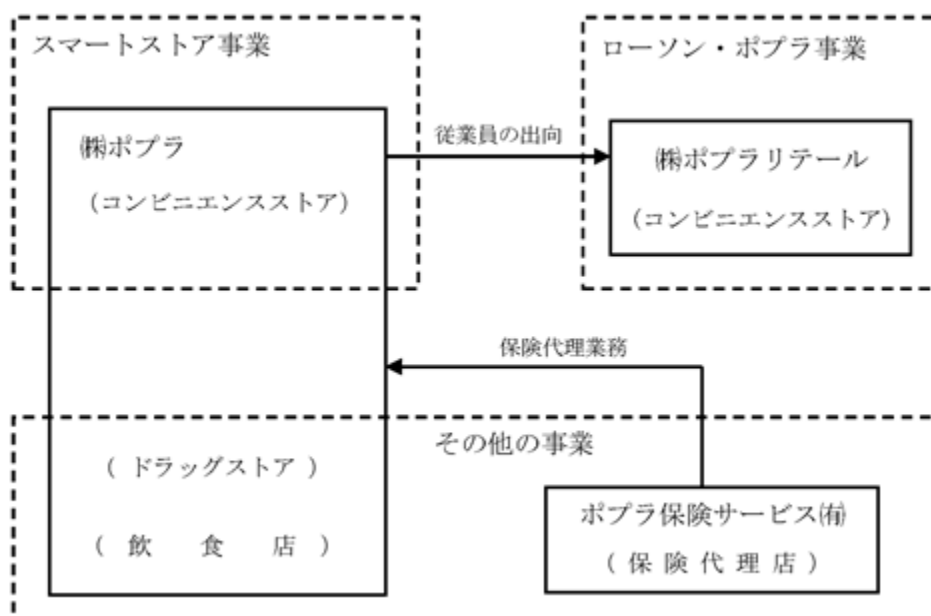 スマートストア事業
ローソン・ポプラ事業
㈱ポプラ
(コンビニエンスストア)
従業員の出向
㈱ポプラリテール
(コンビニエンスストア)
保険代理業務
その他の事業
( ドラッグストア )
( 飲 食 店 )
ポプラ保険サービス㈲
( 保 険 代 理 店 )